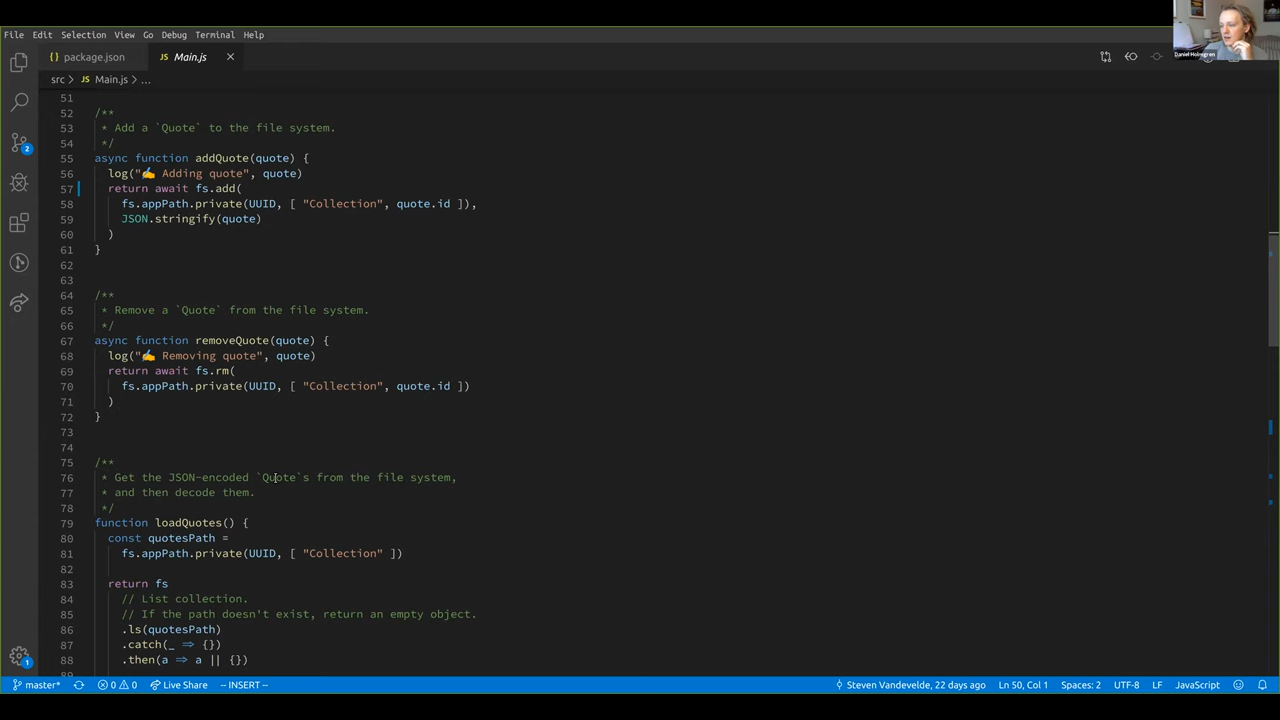 File Edit Selection View Go Debug Terminal Help
package.json JS Main.js
src > JS Main.js > ...
Daniel Holmgren
51
52 /**
53 * Add a `Quote` to the file system.
54 */
55 async function addQuote(quote) {
56 log("✍️ Adding quote", quote)
57 return await fs.add(
58 fs.appPath.private(UUID, [ "Collection", quote.id ]),
59 JSON.stringify(quote)
60 )
61 }
62
63
64 /**
65 * Remove a `Quote` from the file system.
66 */
67 async function removeQuote(quote) {
68 log("✍️ Removing quote", quote)
69 return await fs.rm(
70 fs.appPath.private(UUID, [ "Collection", quote.id ])
71 )
72 }
73
74
75 /**
76 * Get the JSON-encoded `Quote`s from the file system,
77 * and then decode them.
78 */
79 function loadQuotes() {
80 const quotesPath =
81 fs.appPath.private(UUID, [ "Collection" ])
82
83 return fs
84 // List collection.
85 // If the path doesn't exist, return an empty object.
86 .ls(quotesPath)
87 .catch(_ => {})
88 .then(a => a || {})
2
1
master* 0 0 Live Share -- INSERT -- Steven Vandevelde, 22 days ago Ln 50, Col 1 Spaces: 2 UTF-8 LF JavaScript